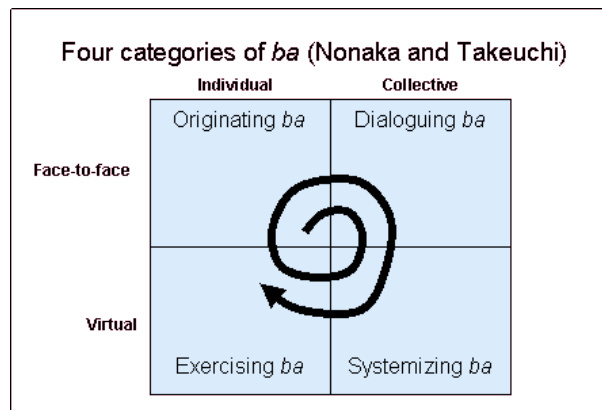 Four categories of ba (Nonaka and Takeuchi)
Individual Collective
Originating ba Dialoguing ba
Face-to-face
Virtual
Exercising ba Systemizing ba